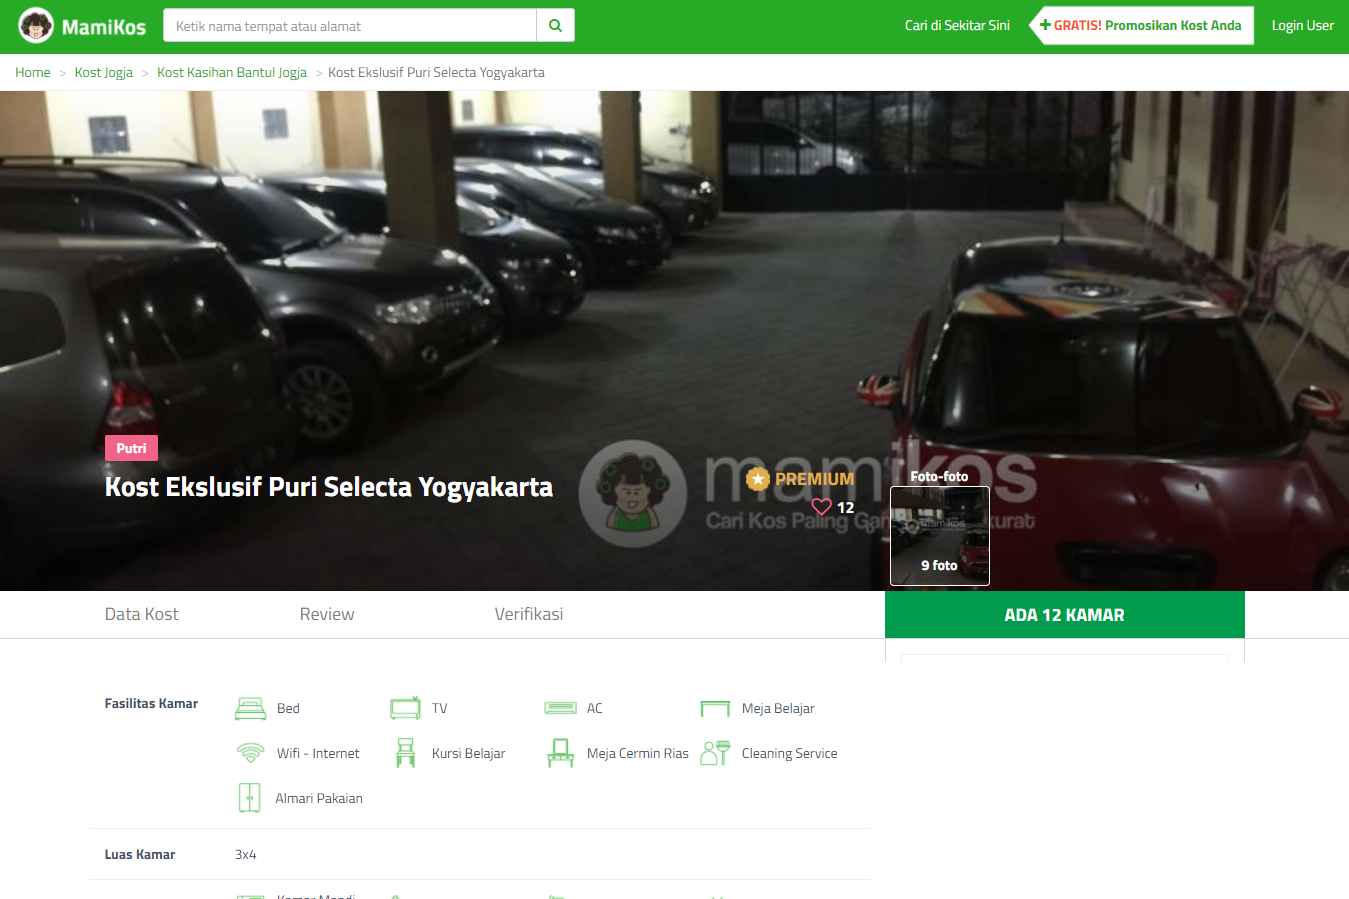 MamiKos
Ketik nama tempat atau alamat
Cari di Sekitar Sini
GRATIS! Promosikan Kost Anda
Login User
Home > Kost Jogja > Kost Kasihan Bantul Jogja > Kost Ekslusif Puri Selecta Yogyakarta
Putri
Kost Ekslusif Puri Selecta Yogyakarta
PREMIUM
12
mamikos
Cari Kos Paling
Foto-foto
mamikos
9 foto
Data Kost
Review
Verifikasi
ADA 12 KAMAR
Fasilitas Kamar
Bed
TV
AC
Meja Belajar
Wifi - Internet
Kursi Belajar
Meja Cermin Rias
Cleaning Service
Almari Pakaian
Luas Kamar
3x4
Kamar Mandi